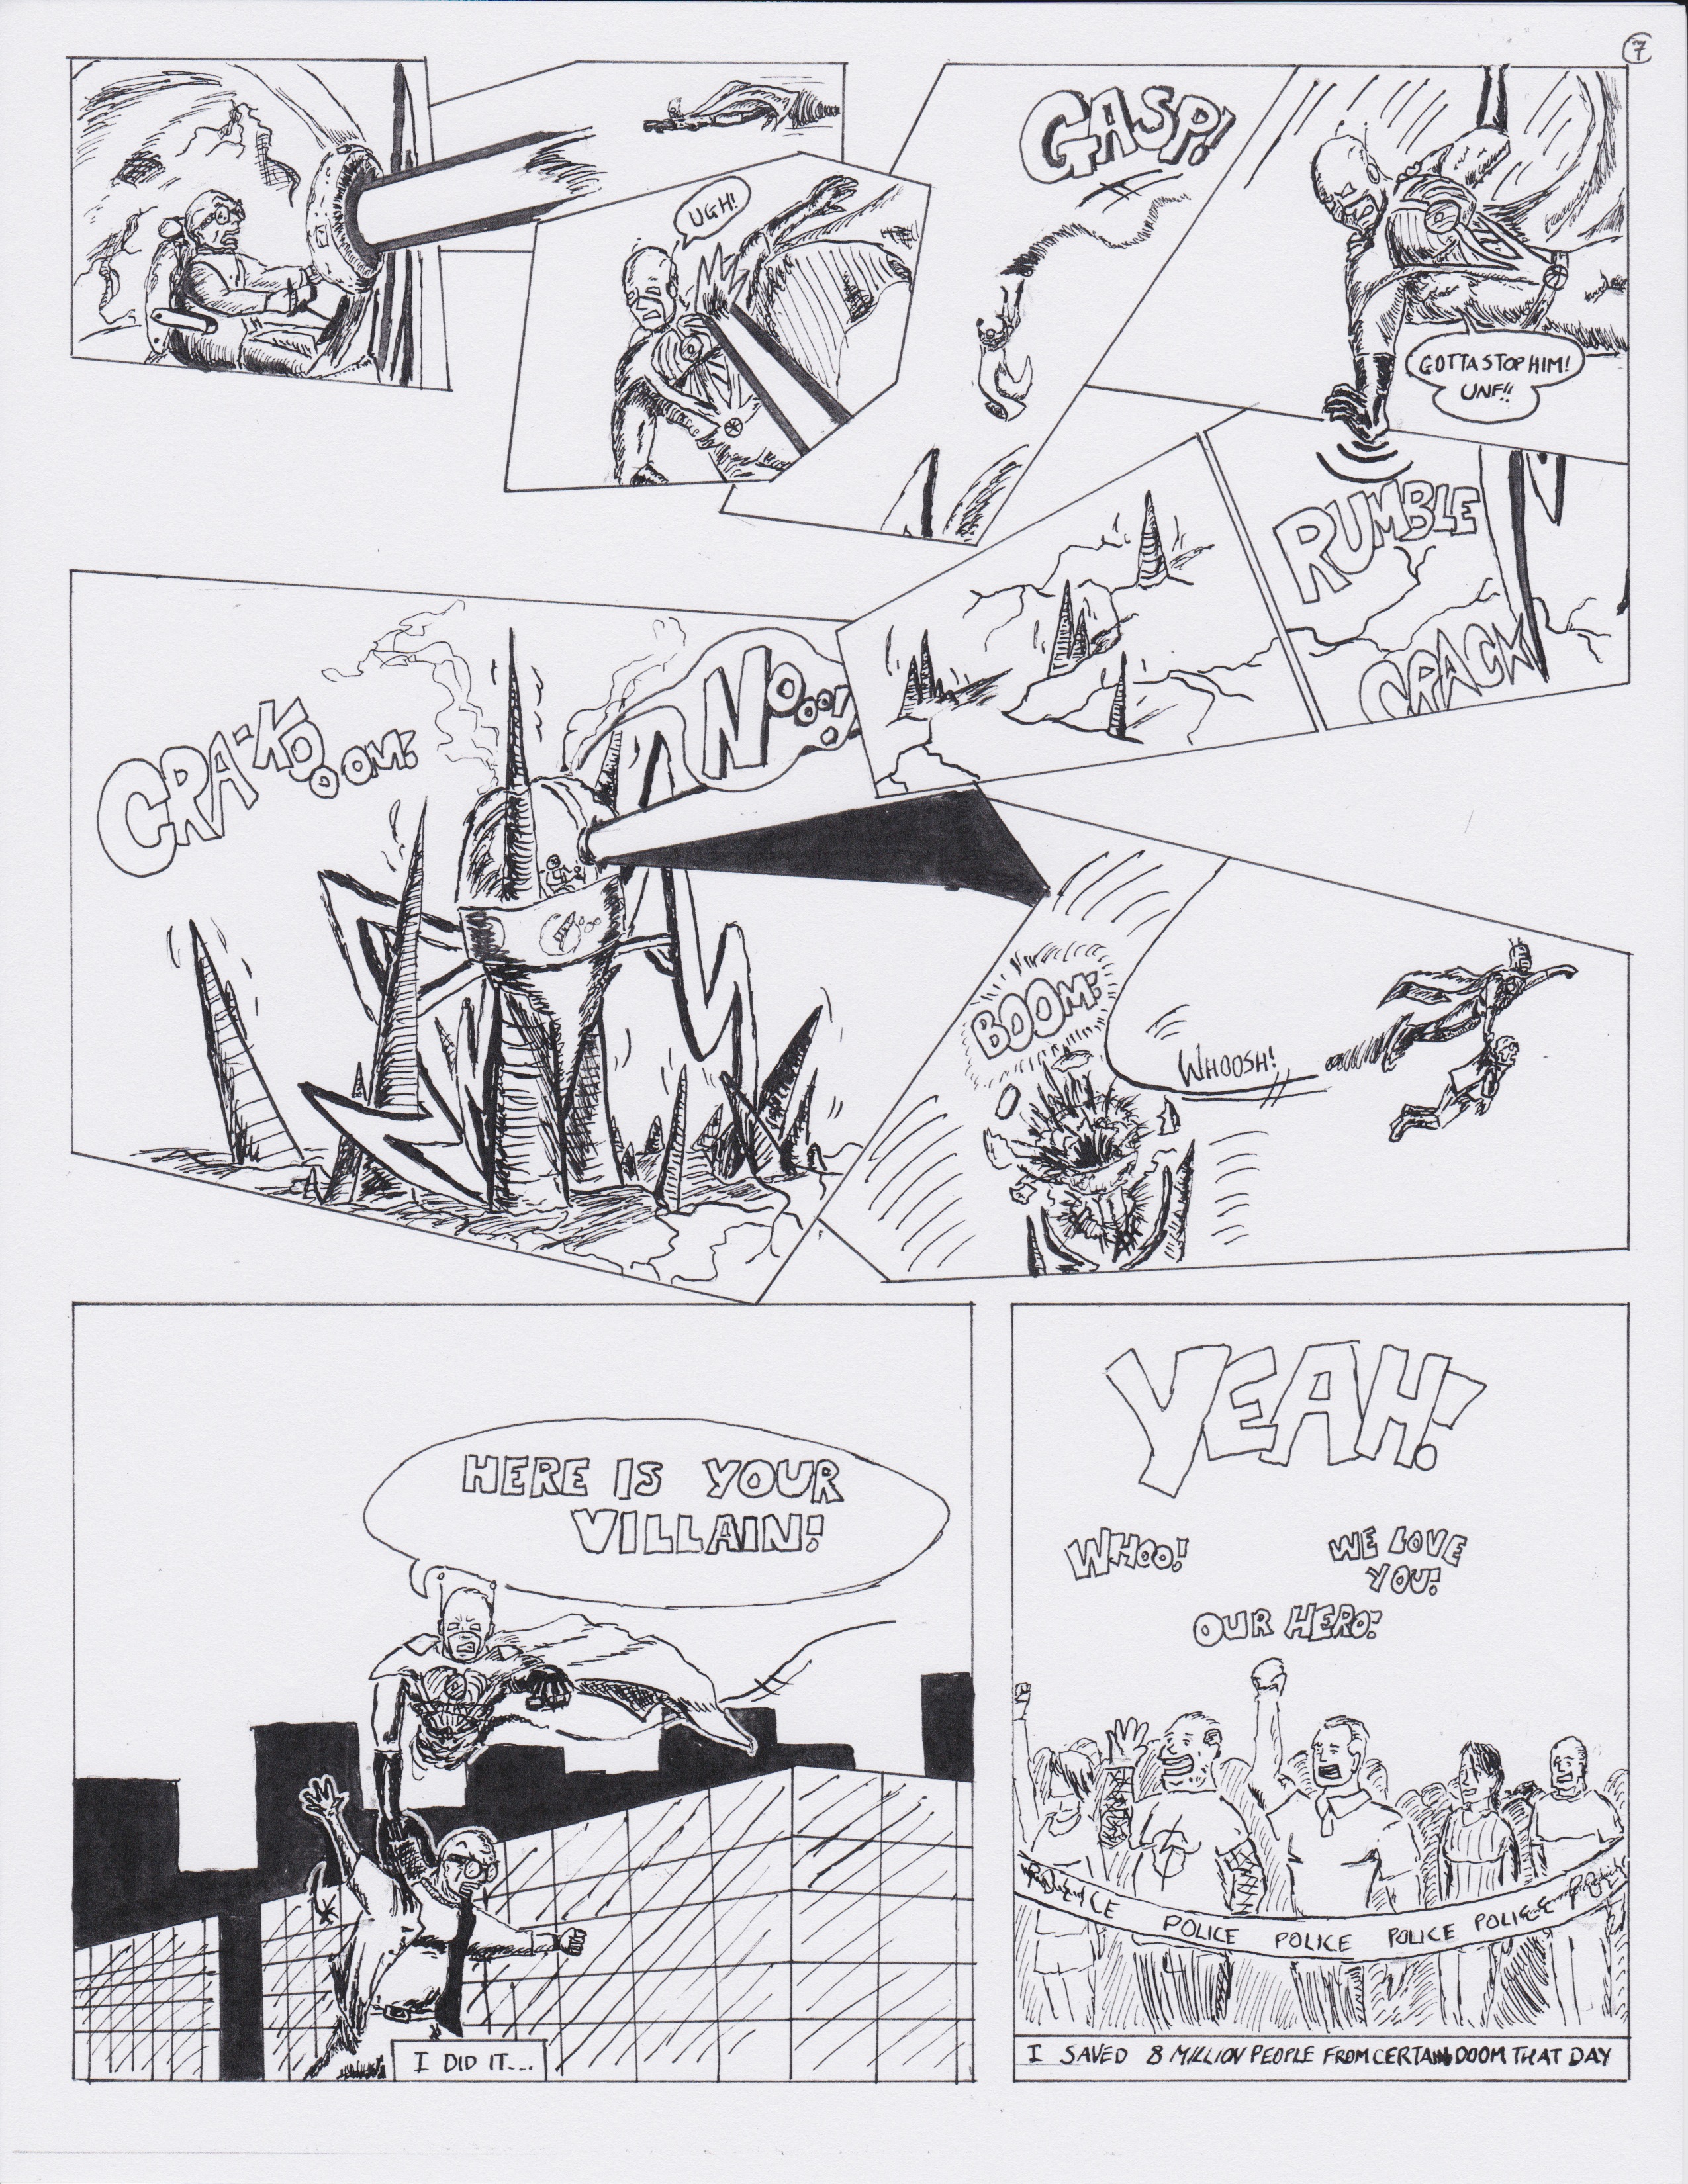 7
UGH!
GASP!
GOTTA STOP HIM!
UNF!!
RUMBLE
CRACK
CRA-KOOOOM!
NOOOO!
BOOM!
WHOOSH!
HERE IS YOUR
VILLAIN!
I DID IT...
YEAH!
WHOO!
WE LOVE
YOU!
OUR HERO!
POLICE POLICE POLICE POLICE
I SAVED 8 MILLION PEOPLE FROM CERTAIN DOOM THAT DAY